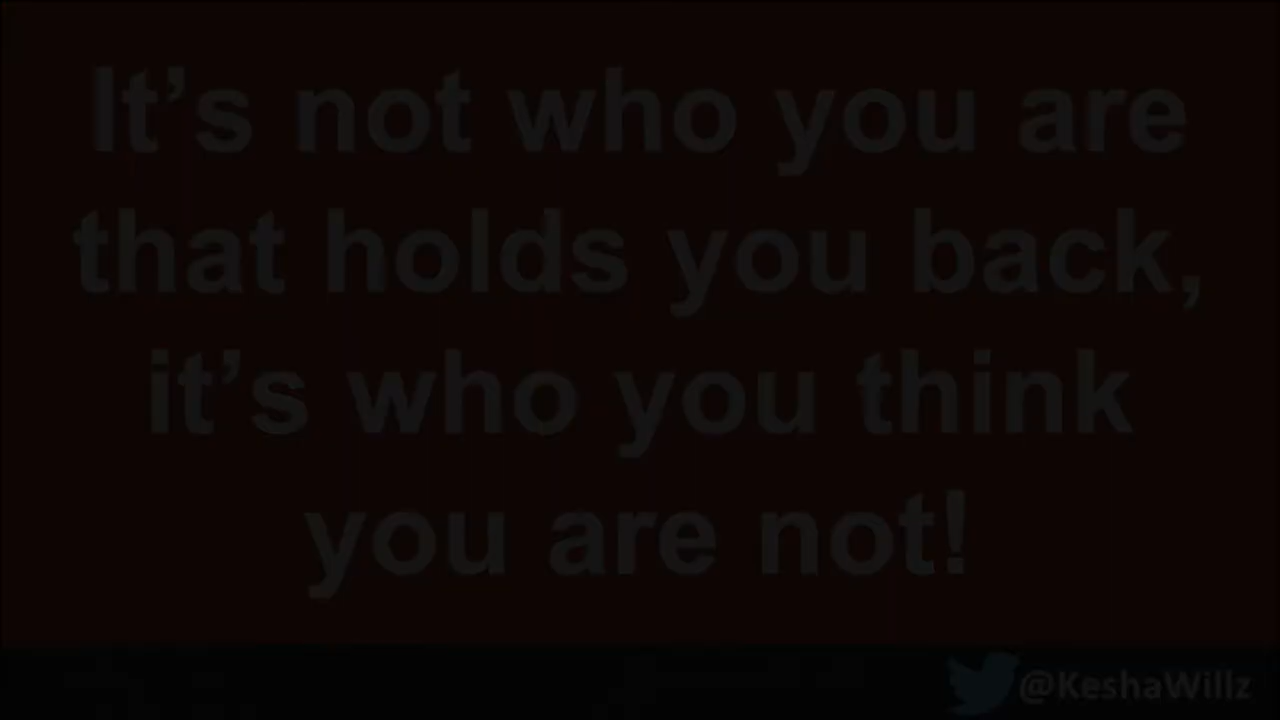 It’s not who you are
that holds you back,
it’s who you think
you are not!
@KeshaWillz